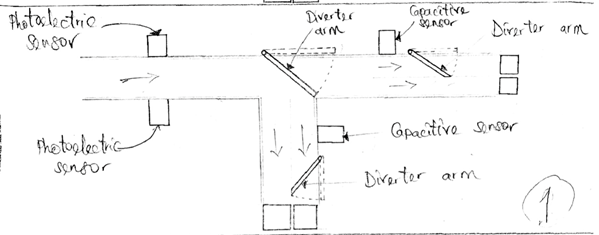 Photoelectric
sensor
Diverter
arm
Capacitive
sensor
Diverter arm
Photoelectric
sensor
Capacitive sensor
Diverter arm
1